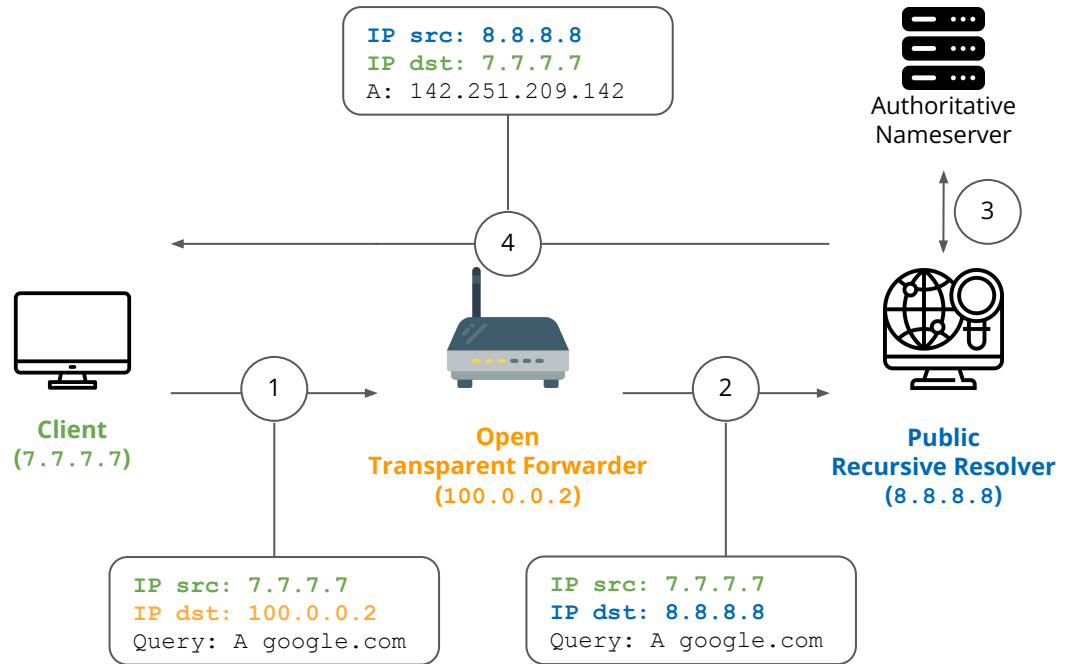 IP src: 8.8.8.8
IP dst: 7.7.7.7
A: 142.251.209.142
Authoritative
Nameserver
3
4
1
2
Client
(7.7.7.7)
Open
Transparent Forwarder
(100.0.0.2)
Public
Recursive Resolver
(8.8.8.8)
IP src: 7.7.7.7
IP dst: 100.0.0.2
Query: A google.com
IP src: 7.7.7.7
IP dst: 8.8.8.8
Query: A google.com